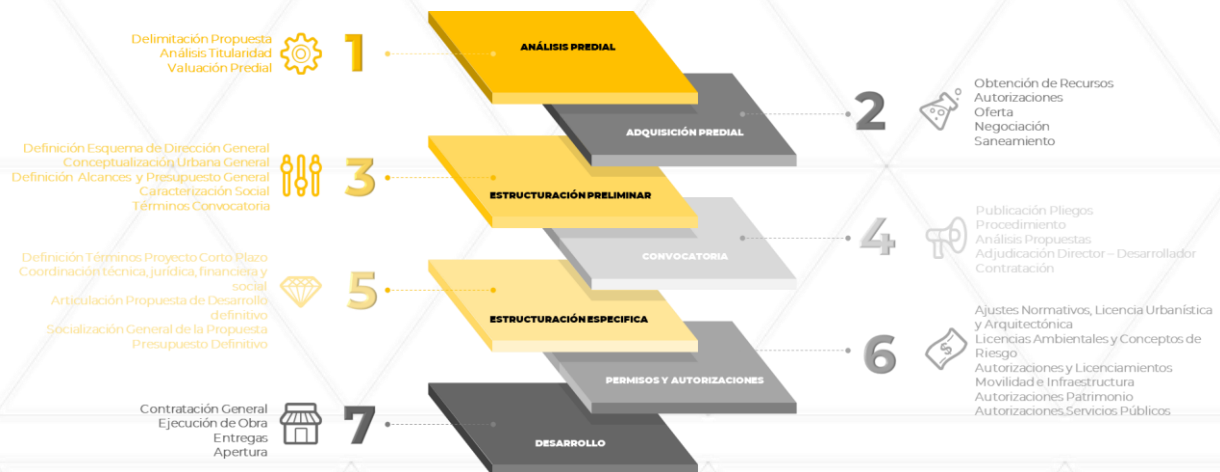 Delimitación Propuesta
Análisis Titularidad
Valuación Predial
1
ANÁLISIS PREDIAL
ADQUISICIÓN PREDIAL
2
Obtención de Recursos
Autorizaciones
Oferta
Negociación
Saneamiento
Definición Esquema de Dirección General
Conceptualización Urbana General
Definición Alcances y Presupuesto General
Caracterización Social
Términos Convocatoria
3
ESTRUCTURACIÓN PRELIMINAR
CONVOCATORIA
4
Publicación Pliegos
Procedimiento
Análisis Propuestas
Adjudicación Director – Desarrollador
Contratación
Definición Términos Proyecto Corto Plazo
Coordinación técnica, jurídica, financiera y
social
Articulación Propuesta de Desarrollo
definitivo
Socialización General de la Propuesta
Presupuesto Definitivo
5
ESTRUCTURACIÓN ESPECIFICA
PERMISOS Y AUTORIZACIONES
6
Ajustes Normativos, Licencia Urbanística
y Arquitectónica
Licencias Ambientales y Conceptos de
Riesgo
Autorizaciones y Licenciamientos
Movilidad e Infraestructura
Autorizaciones Patrimonio
Autorizaciones Servicios Públicos
Contratación General
Ejecución de Obra
Entregas
Apertura
7
DESARROLLO